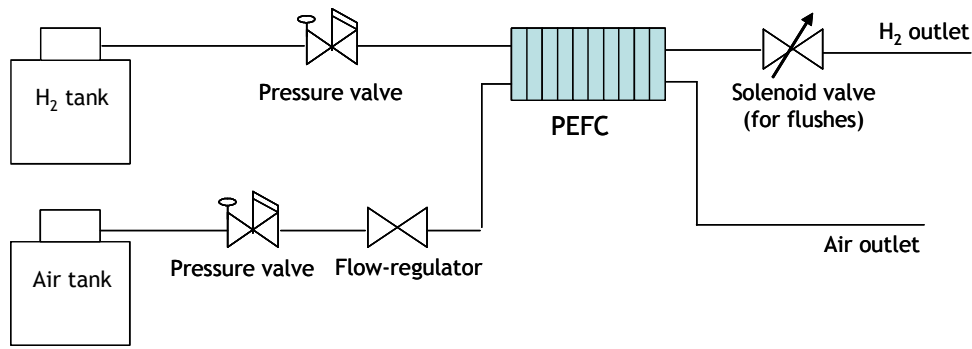 H₂ outlet
H₂ tank
Pressure valve
Solenoid valve
(for flushes)
PEFC
Air outlet
Pressure valve
Flow-regulator
Air tank